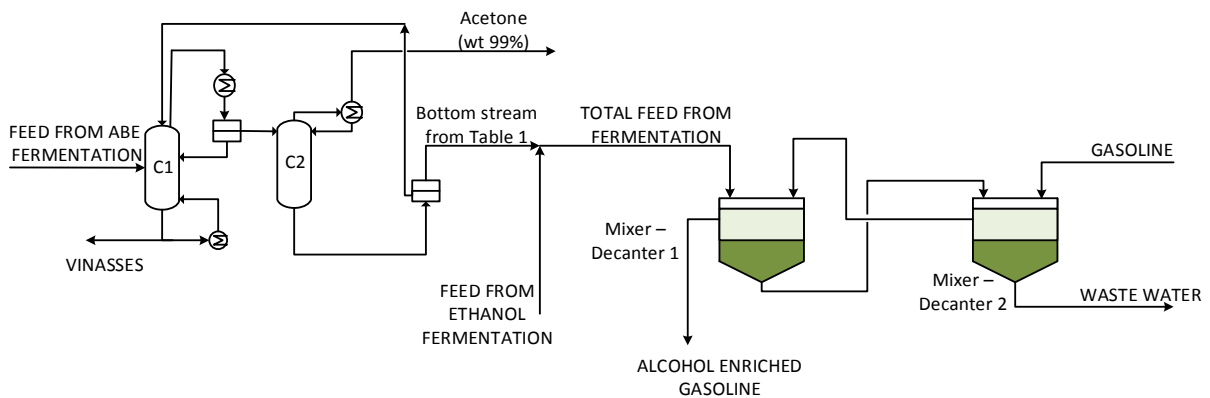 Acetone
(wt 99%)
FEED FROM ABE
FERMENTATION
C1
C2
Bottom stream
from Table 1
TOTAL FEED FROM
FERMENTATION
GASOLINE
VINASSES
Mixer –
Decanter 1
Mixer –
Decanter 2
FEED FROM
ETHANOL
FERMENTATION
WASTE WATER
ALCOHOL ENRICHED
GASOLINE